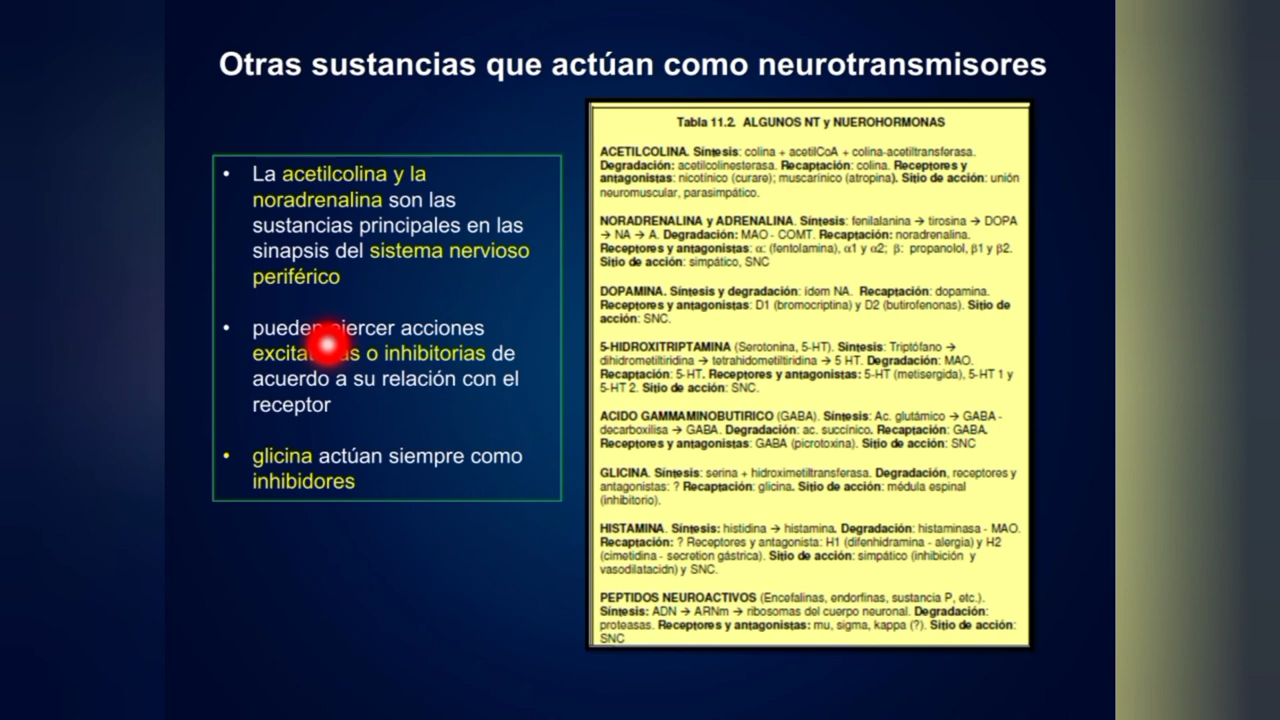 Otras sustancias que actúan como neurotransmisores
• La acetilcolina y la
noradrenalina son las
sustancias principales en las
sinapsis del sistema nervioso
periférico
• pueden ejercer acciones
o inhibitorias de
acuerdo a su relación con el
receptor
• glicina actúan siempre como
inhibidores
Tabla 11.2. ALGUNOS NT y NUEROHORMONAS
ACETILCOLINA. Síntesis: colina + acetilCoA + colina-acetiltransferasa.
Degradación: acetilcolinesterasa. Recaptación: colina. Receptores y
antagonistas: nicotínico (curare); muscarínico (atropina). Sitio de acción: unión
neuromuscular, parasimpático.
NORADRENALINA y ADRENALINA. Síntesis: fenilalanina → tirosina → DOPA
→ NA → A. Degradación: MAO - COMT. Recaptación: noradrenalina.
Receptores y antagonistas: α: (fentolamina), α1 y α2; β: propanolol, β1 y β2.
Sitio de acción: simpático, SNC
DOPAMINA. Síntesis y degradación: ídem NA. Recaptación: dopamina.
Receptores y antagonistas: D1 (bromocriptina) y D2 (butirofenonas). Sitio de
acción: SNC.
5-HIDROXITRIPTAMINA (Serotonina, 5-HT). Síntesis: Triptófano →
dihidrometiltiridina → tetrahidometiltiridina → 5 HT. Degradación: MAO.
Recaptación: 5-HT. Receptores y antagonistas: 5-HT (metisergida), 5-HT 1 y
5-HT 2. Sitio de acción: SNC.
ACIDO GAMMAMINOBUTIRICO (GABA). Síntesis: Ac. glutámico → GABA -
decarboxilisa → GABA. Degradación: ac. succínico. Recaptación: GABA.
Receptores y antagonistas: GABA (picrotoxina). Sitio de acción: SNC
GLICINA. Síntesis: serina + hidroximetiltransferasa. Degradación, receptores y
antagonistas: ? Recaptación: glicina. Sitio de acción: médula espinal
(inhibitorio).
HISTAMINA. Síntesis: histidina → histamina. Degradación: histaminasa - MAO.
Recaptación: ? Receptores y antagonista: H1 (difenhidramina - alergia) y H2
(cimetidina - secretion gástrica). Sitio de acción: simpático (inhibición y
vasodilatacidn) y SNC.
PEPTIDOS NEUROACTIVOS (Encefalinas, endorfinas, sustancia P, etc.).
Síntesis: ADN → ARNm → ribosomas del cuerpo neuronal. Degradación:
proteasas. Receptores y antagonistas: mu, sigma, kappa (?). Sitio de acción:
SNC